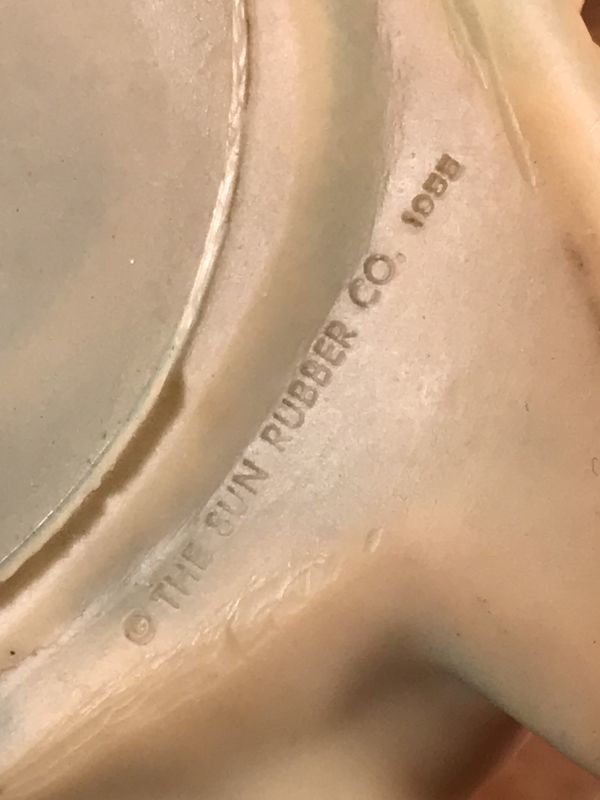 © THE SUN RUBBER CO. 1955